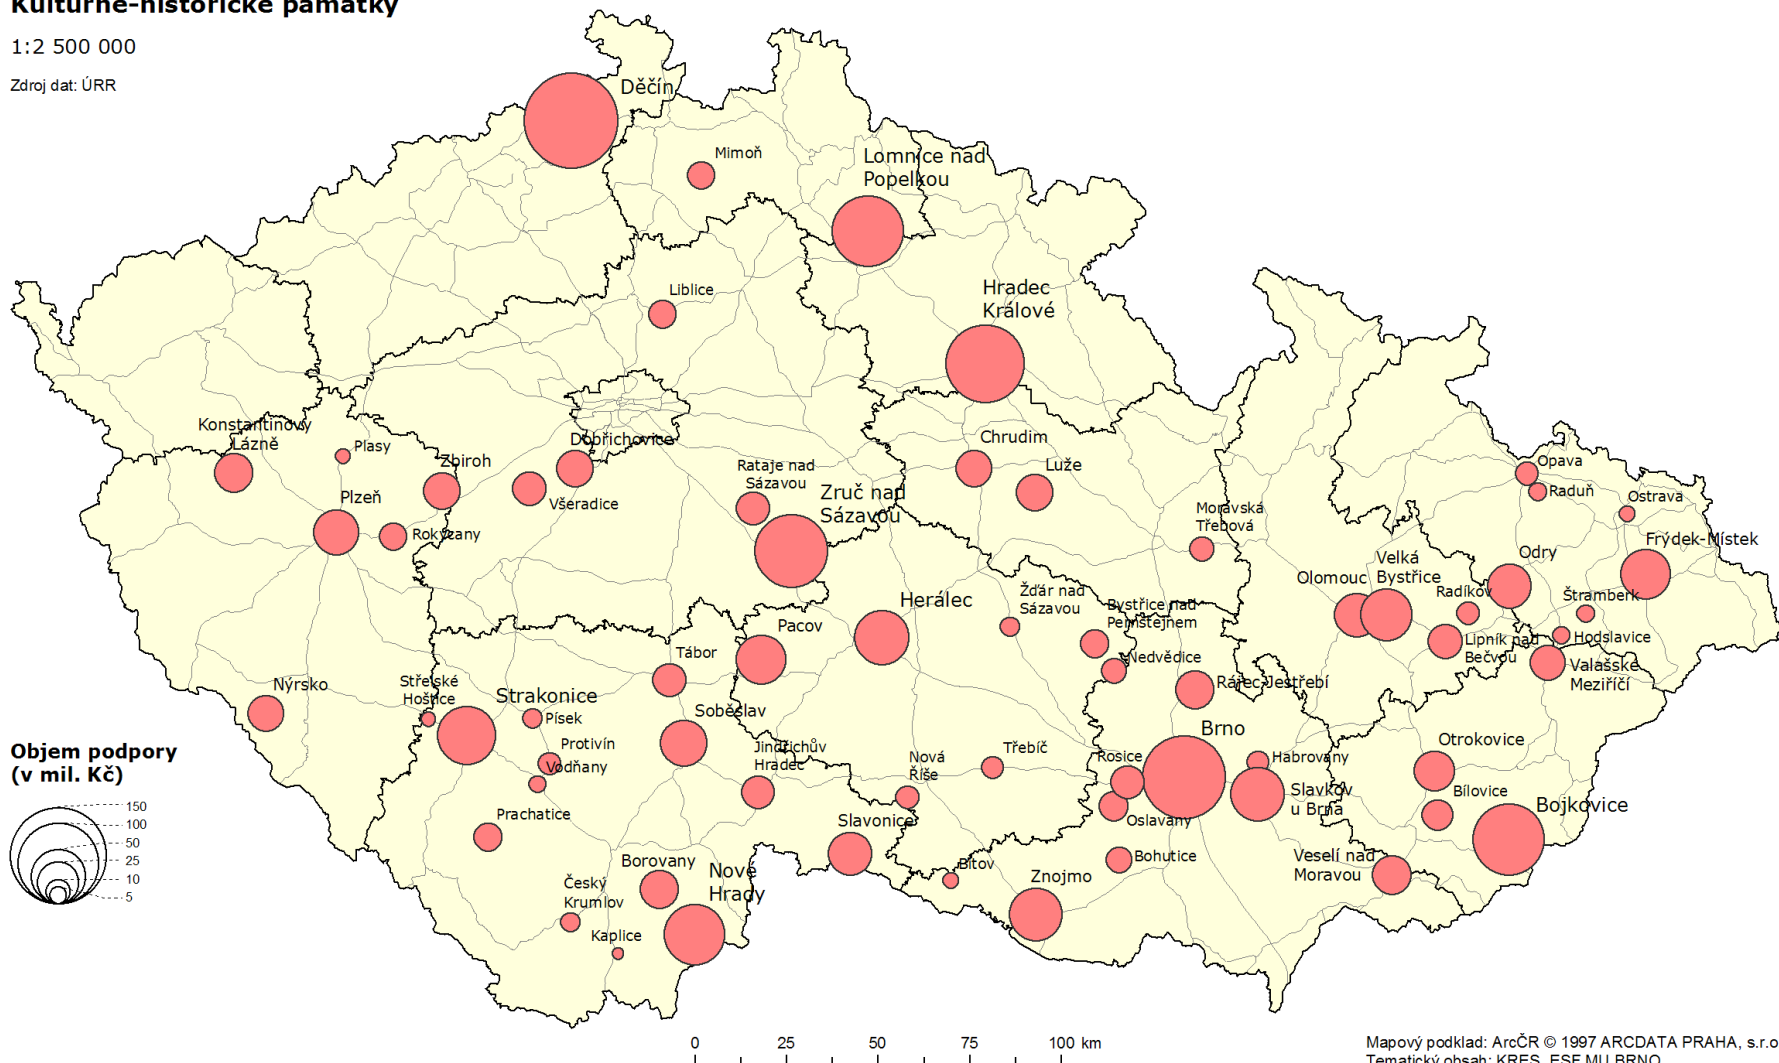 Kulturně-historické památky
1:2 500 000
Zdroj dat: ÚRR
Děčín
Mimoň
Lomnice nad
Popelkou
Liblice
Hradec
Králové
Konstantinovy
Lázně
Plasy
Zbiroh
Plzeň
Rokycany
Dobřichovice
Všeradice
Rataje nad
Sázavou
Zruč nad
Sázavou
Chrudim
Luže
Moravská
Třebová
Opava
Raduň
Ostrava
Frýdek-Místek
Odry
Velká
Bystřice
Olomouc
Radíkov
Štramberk
Hodslavice
Lipník nad
Bečvou
Valašské
Meziříčí
Herálec
Žďár nad
Sázavou
Bystřice nad
Pernštejnem
Nedvědice
Pacov
Tábor
Rájec-Jestřebí
Nýrsko
Střelské
Hoštice
Strakonice
Písek
Soběslav
Protivín
Vodňany
Jindřichův
Hradec
Nová
Říše
Třebíč
Brno
Rosice
Habrovany
Slavkov
u Brna
Oslavany
Otrokovice
Bílovice
Bojkovice
Prachatice
Slavonice
Bohutice
Bítov
Znojmo
Veselí nad
Moravou
Borovany
Nové
Hrady
Český
Krumlov
Kaplice
Objem podpory
(v mil. Kč)
150
100
50
25
10
5
0 25 50 75 100 km
Mapový podklad: ArcČR © 1997 ARCDATA PRAHA, s.r.o
Tematický obsah: KRES, ESF MU BRNO